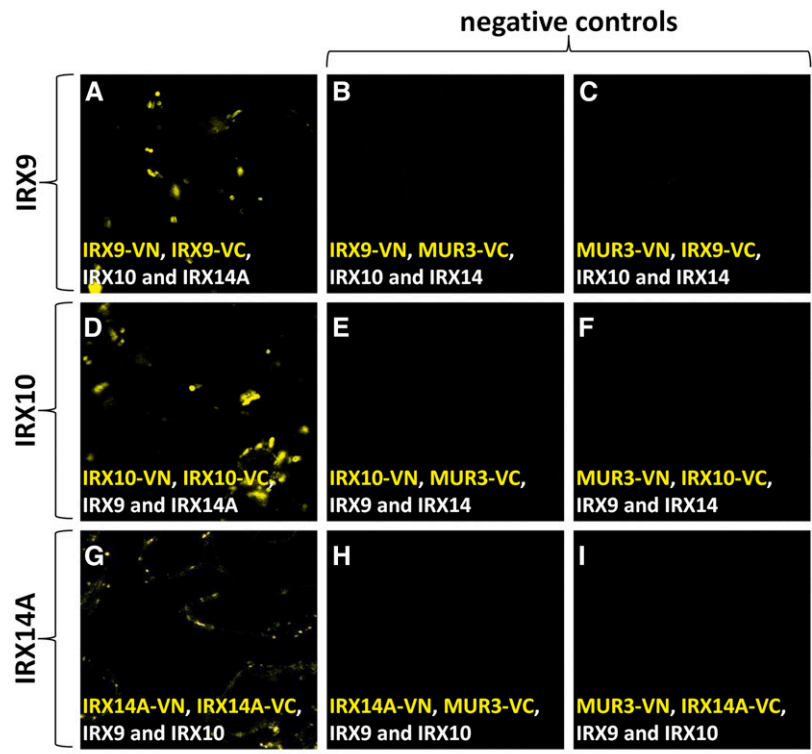 negative controls
IRX9
A
IRX9-VN, IRX9-VC,
IRX10 and IRX14A
B
IRX9-VN, MUR3-VC,
IRX10 and IRX14
C
MUR3-VN, IRX9-VC,
IRX10 and IRX14
IRX10
D
IRX10-VN, IRX10-VC,
IRX9 and IRX14A
E
IRX10-VN, MUR3-VC,
IRX9 and IRX14
F
MUR3-VN, IRX10-VC,
IRX9 and IRX14
IRX14A
G
IRX14A-VN, IRX14A-VC,
IRX9 and IRX10
H
IRX14A-VN, MUR3-VC,
IRX9 and IRX10
I
MUR3-VN, IRX14A-VC,
IRX9 and IRX10